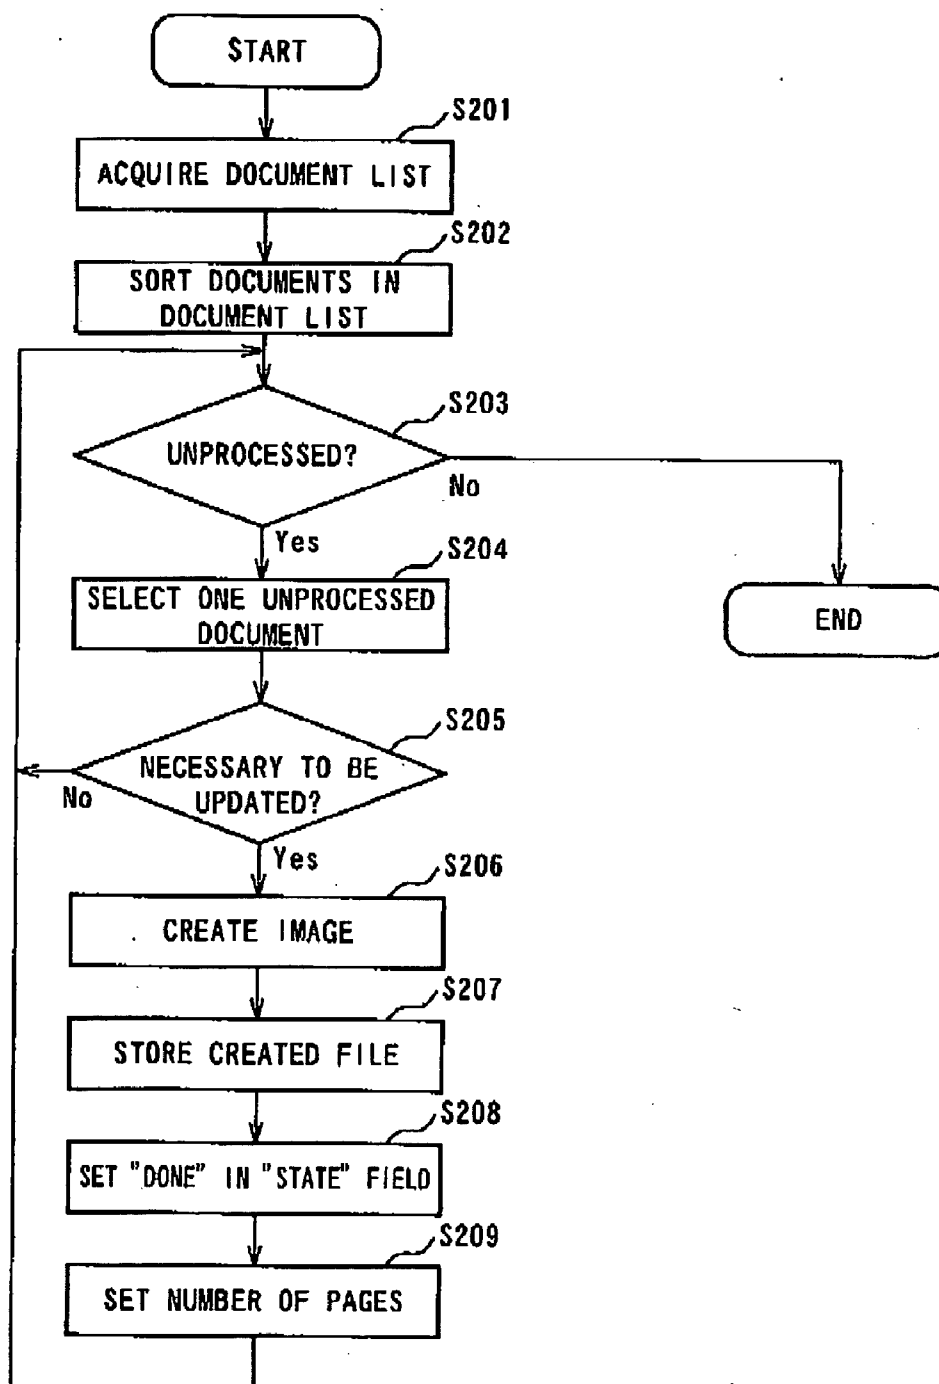 START
S201
ACQUIRE DOCUMENT LIST
S202
SORT DOCUMENTS IN
DOCUMENT LIST
S203
UNPROCESSED?
No
Yes
S204
SELECT ONE UNPROCESSED
DOCUMENT
END
S205
NECESSARY TO BE
UPDATED?
No
Yes
S206
CREATE IMAGE
S207
STORE CREATED FILE
S208
SET "DONE" IN "STATE" FIELD
S209
SET NUMBER OF PAGES